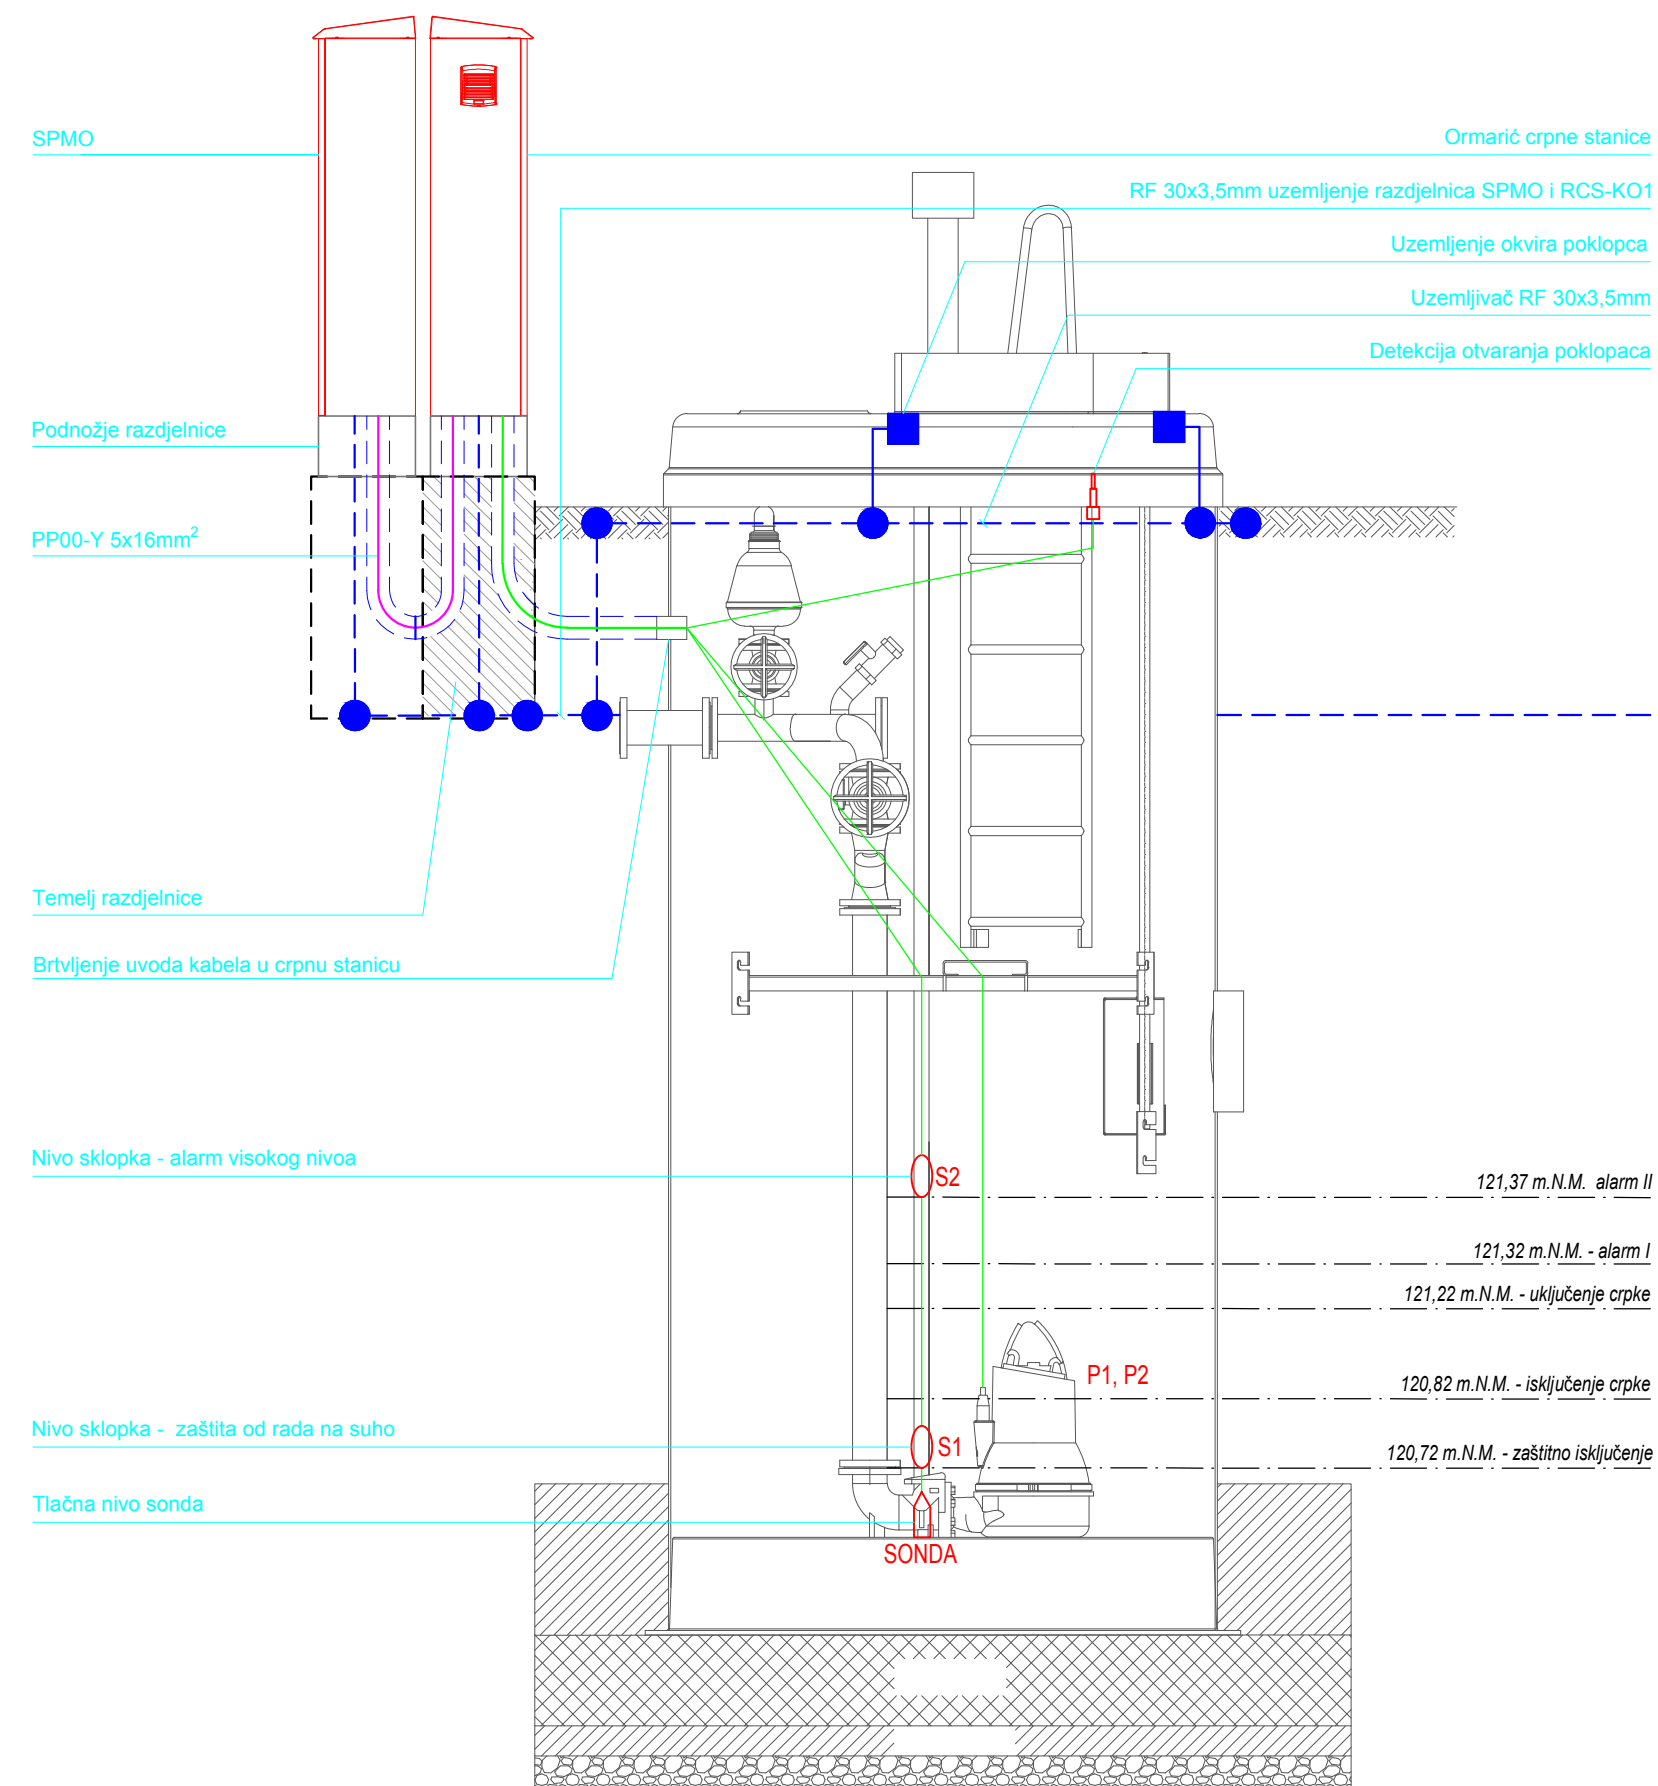 SPMO
Ormarić crpne stanice
RF 30x3,5mm uzemljenje razdjelnica SPMO i RCS-KO1
Uzemljenje okvira poklopca
Uzemljivač RF 30x3,5mm
Detekcija otvaranja poklopaca
Podnožje razdjelnice
PP00-Y 5x16mm²
Temelj razdjelnice
Brtvljenje uvoda kabela u crpnu stanicu
Nivo sklopka - alarm visokog nivoa
S2
121,37 m.N.M. alarm II
121,32 m.N.M. - alarm I
121,22 m.N.M. - uključenje crpke
P1, P2
120,82 m.N.M. - isključenje crpke
Nivo sklopka - zaštita od rada na suho
S1
120,72 m.N.M. - zaštitno isključenje
Tlačna nivo sonda
SONDA